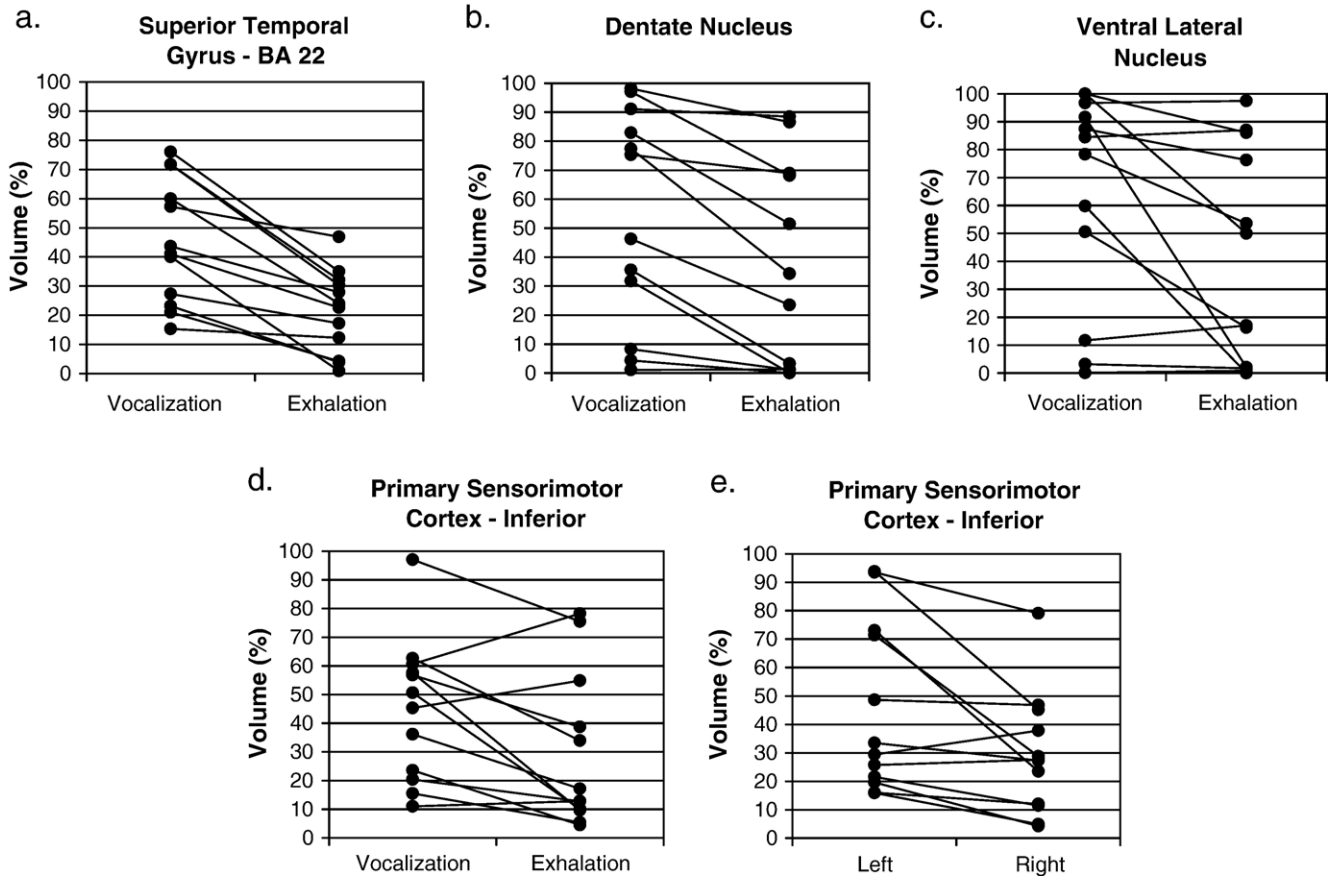 a.
Superior Temporal
Gyrus - BA 22
Volume (%)
100
90
80
70
60
50
40
30
20
10
0
Vocalization Exhalation
b.
Dentate Nucleus
Volume (%)
100
90
80
70
60
50
40
30
20
10
0
Vocalization Exhalation
c.
Ventral Lateral
Nucleus
Volume (%)
100
90
80
70
60
50
40
30
20
10
0
Vocalization Exhalation
d.
Primary Sensorimotor
Cortex - Inferior
Volume (%)
100
90
80
70
60
50
40
30
20
10
0
Vocalization Exhalation
e.
Primary Sensorimotor
Cortex - Inferior
Volume (%)
100
90
80
70
60
50
40
30
20
10
0
Left Right